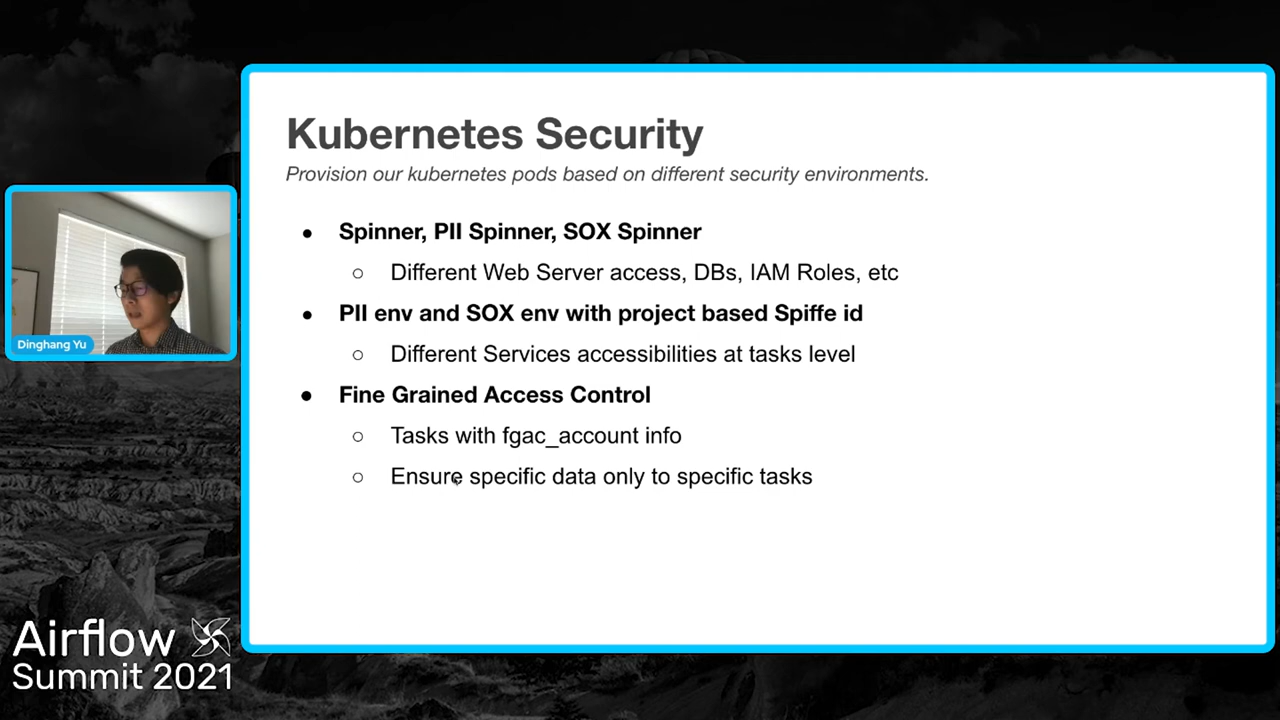 Kubernetes Security
Provision our kubernetes pods based on different security environments.
● Spinner, PII Spinner, SOX Spinner
○ Different Web Server access, DBs, IAM Roles, etc
● PII env and SOX env with project based Spiffe id
○ Different Services accessibilities at tasks level
● Fine Grained Access Control
○ Tasks with fgac_account info
○ Ensure specific data only to specific tasks
Dinghang Yu
Airflow
Summit 2021